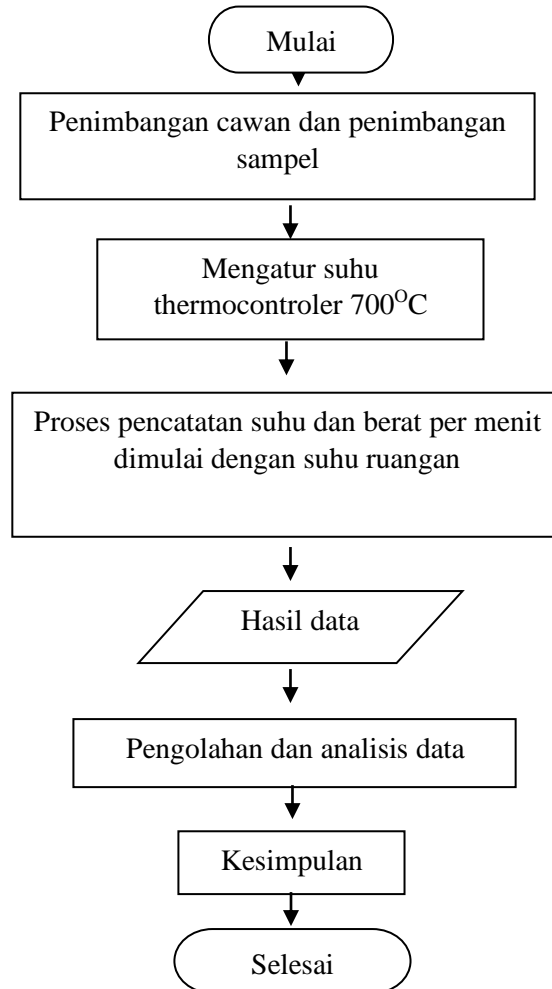 Mulai
Penimbangan cawan dan penimbangan
sampel
Mengatur suhu
thermocontroler 700ᴼC
Proses pencatatan suhu dan berat per menit
dimulai dengan suhu ruangan
Hasil data
Pengolahan dan analisis data
Kesimpulan
Selesai